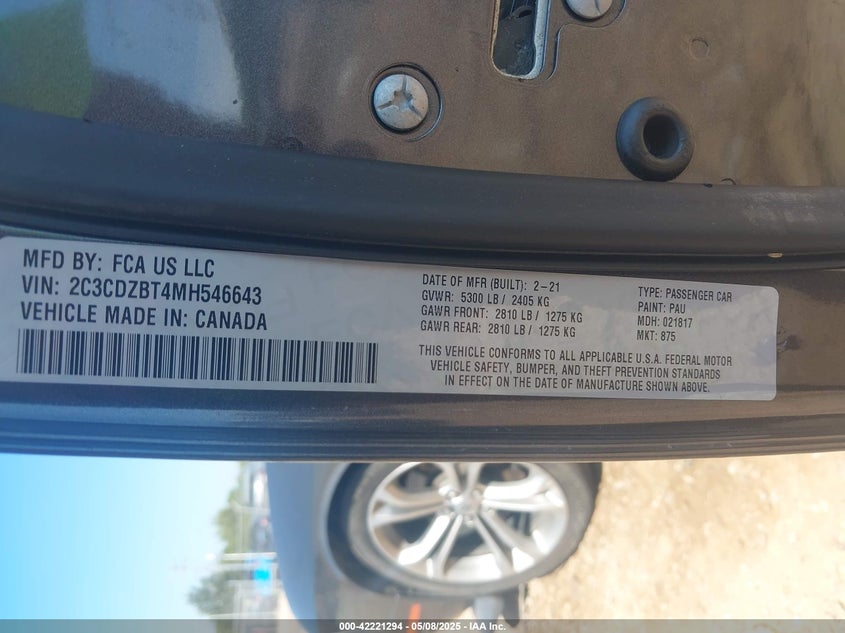 MFD BY: FCA US LLC
VIN: 2C3CDZBT4MH546643
VEHICLE MADE IN: CANADA
DATE OF MFR (BUILT): 2-21
GVWR: 5300 LB / 2405 KG
GAWR FRONT: 2810 LB / 1275 KG
GAWR REAR: 2810 LB / 1275 KG
TYPE: PASSENGER CAR
PAINT: PAU
MDH: 021817
MKT: 875
THIS VEHICLE CONFORMS TO ALL APPLICABLE U.S.A. FEDERAL MOTOR
VEHICLE SAFETY, BUMPER, AND THEFT PREVENTION STANDARDS
IN EFFECT ON THE DATE OF MANUFACTURE SHOWN ABOVE.
000-42221294 - 05/08/2025 - IAA Inc.